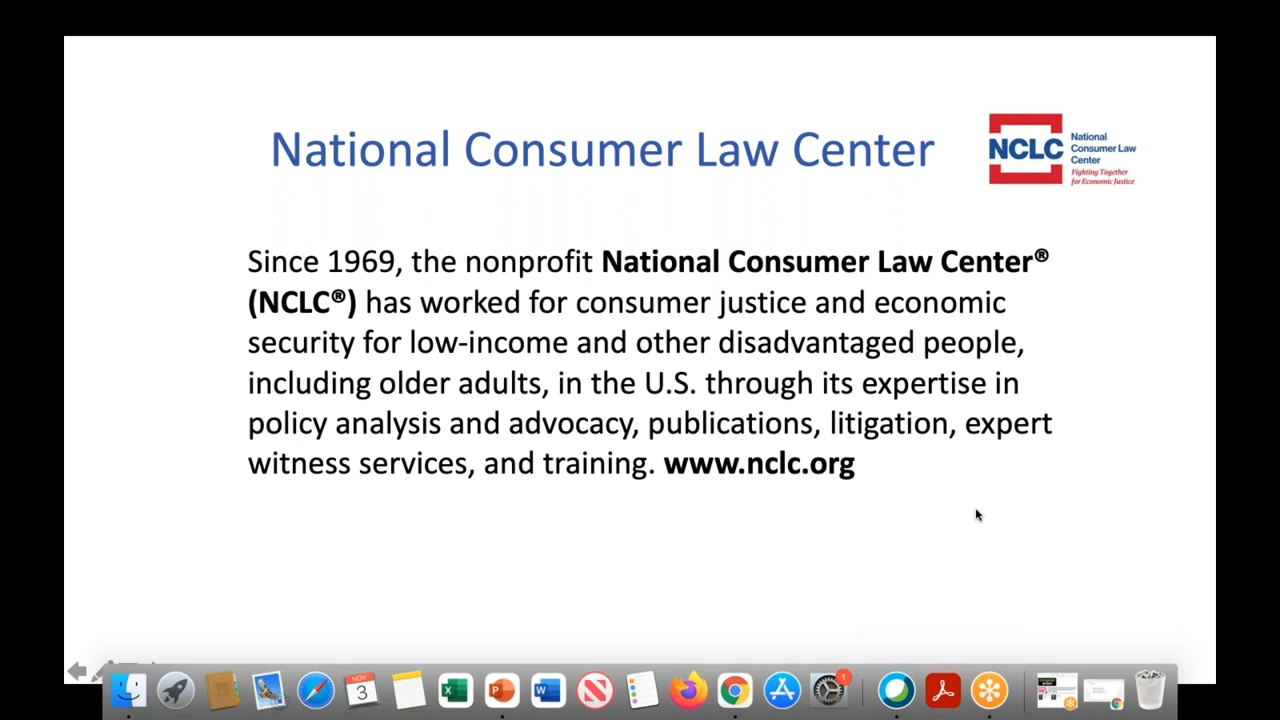 National Consumer Law Center
NCLC
National
Consumer Law
Center
Fighting Together
for Economic Justice
Since 1969, the nonprofit National Consumer Law Center®
(NCLC®) has worked for consumer justice and economic
security for low-income and other disadvantaged people,
including older adults, in the U.S. through its expertise in
policy analysis and advocacy, publications, litigation, expert
witness services, and training. www.nclc.org
NOV
3
X
P
W
1